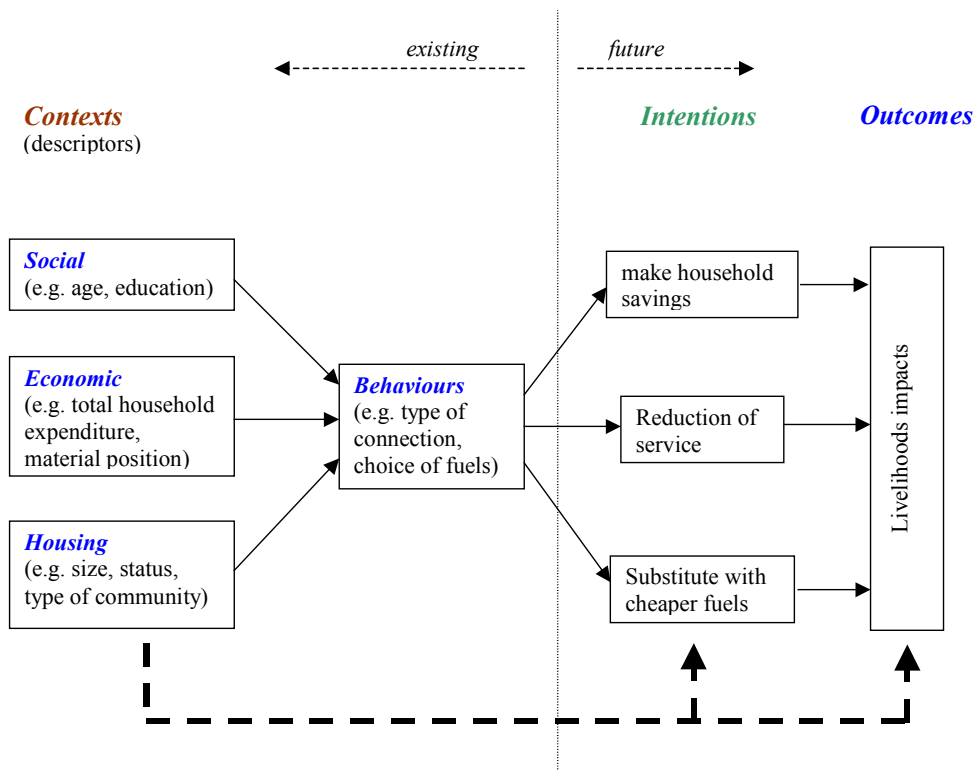 existing
future
Contexts
(descriptors)
Intentions
Outcomes
Social
(e.g. age, education)
Economic
(e.g. total household
expenditure,
material position)
Housing
(e.g. size, status,
type of community)
Behaviours
(e.g. type of
connection,
choice of fuels)
make household
savings
Reduction of
service
Substitute with
cheaper fuels
Livelihoods impacts